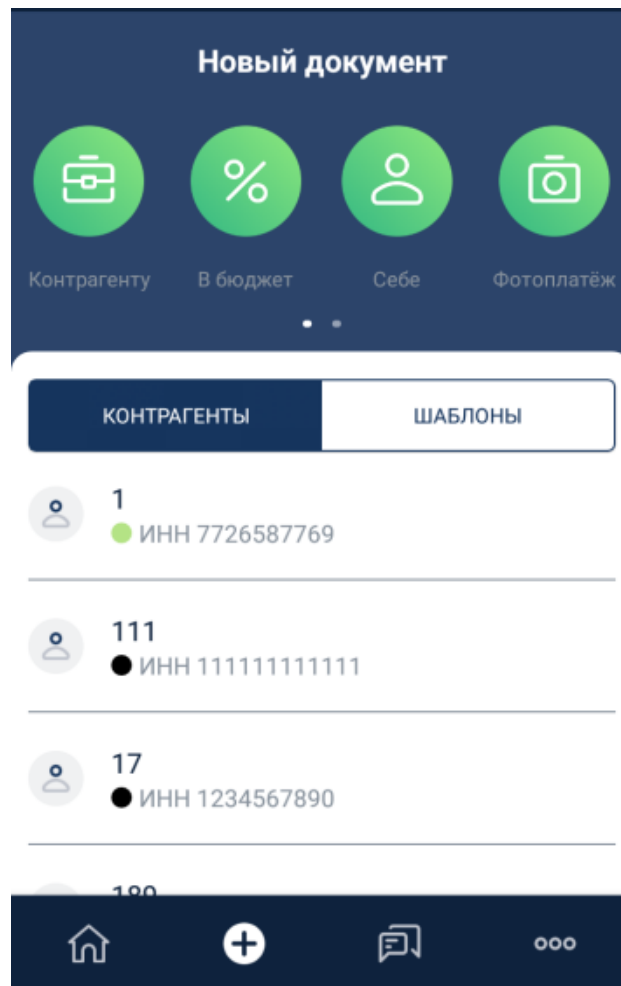 Новый документ
Контрагенту В бюджет Себе Фотоплатёж
КОНТРАГЕНТЫ ШАБЛОНЫ
1
ИНН 7726587769
111
ИНН 111111111111
17
ИНН 1234567890